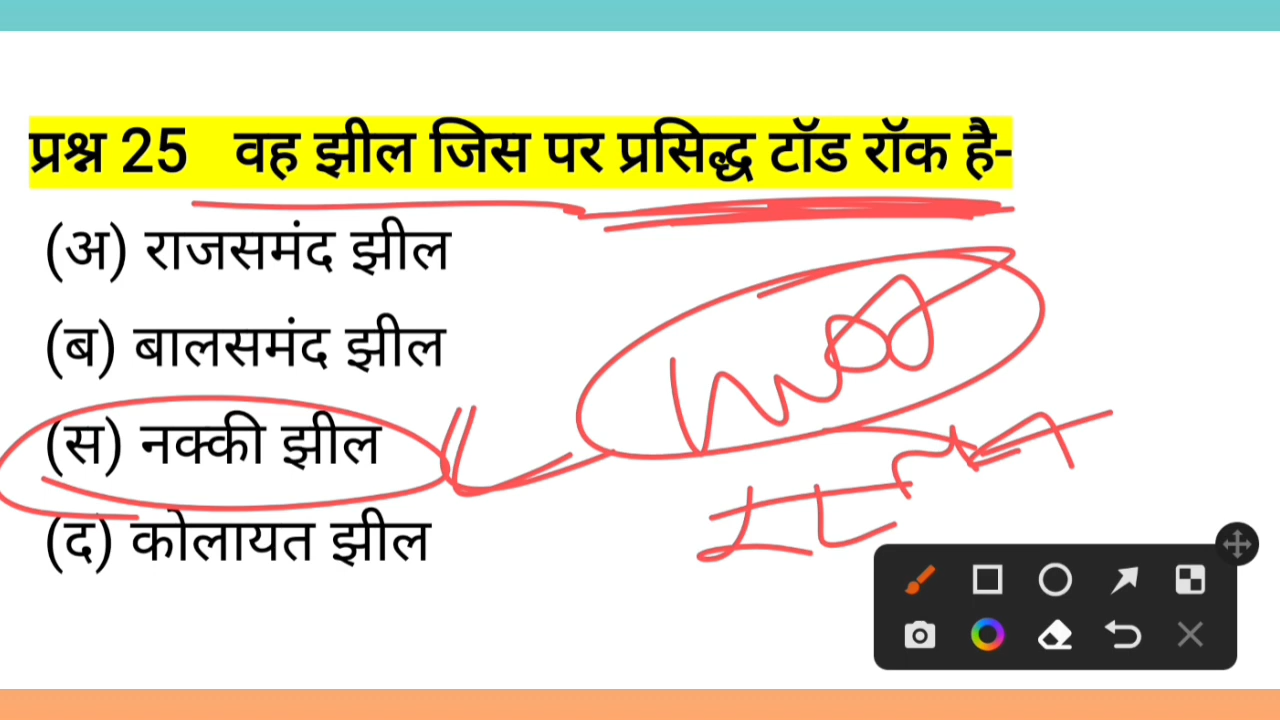 प्रश्न 25 वह झील जिस पर प्रसिद्ध टॉड रॉक है-
(अ) राजसमंद झील
(ब) बालसमंद झील
(स) नक्की झील
(द) कोलायत झील